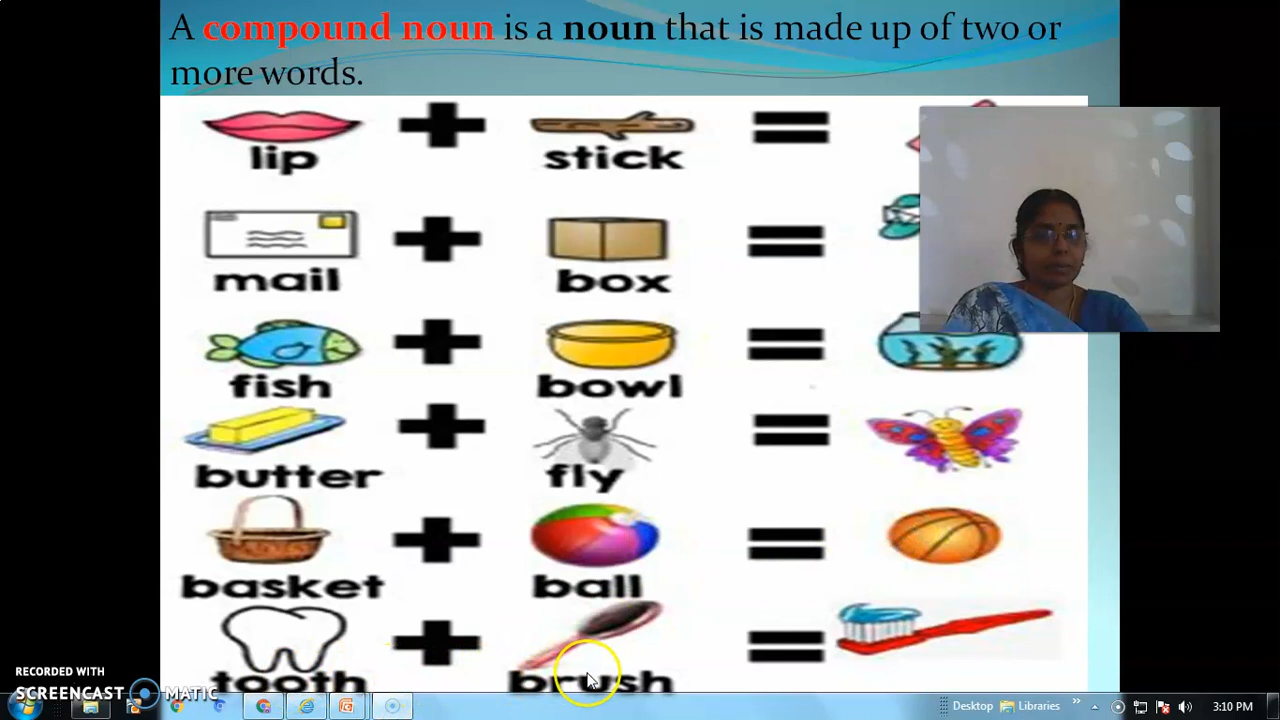 A compound noun is a noun that is made up of two or
more words.
lip stick
mail box
fish bowl
butter fly
basket ball
tooth brush
RECORDED WITH
SCREENCAST MATIC
Desktop Libraries » 3:10 PM